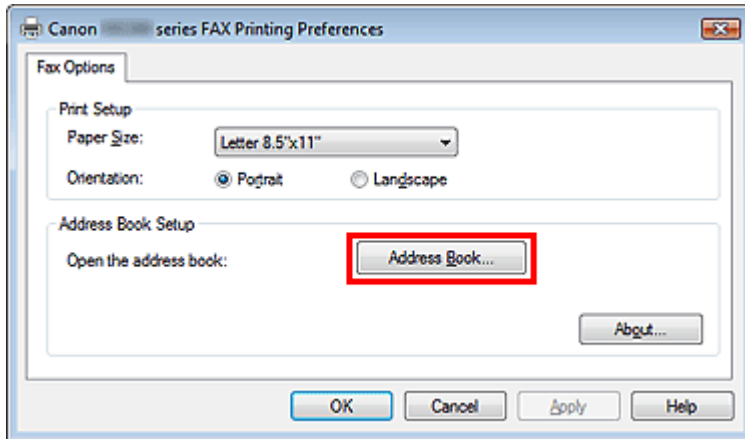 Canon series FAX Printing Preferences
Fax Options
Print Setup
Paper Size: Letter 8.5"x11"
Orientation: Portrait Landscape
Address Book Setup
Open the address book: Address Book...
About...
OK Cancel Apply Help